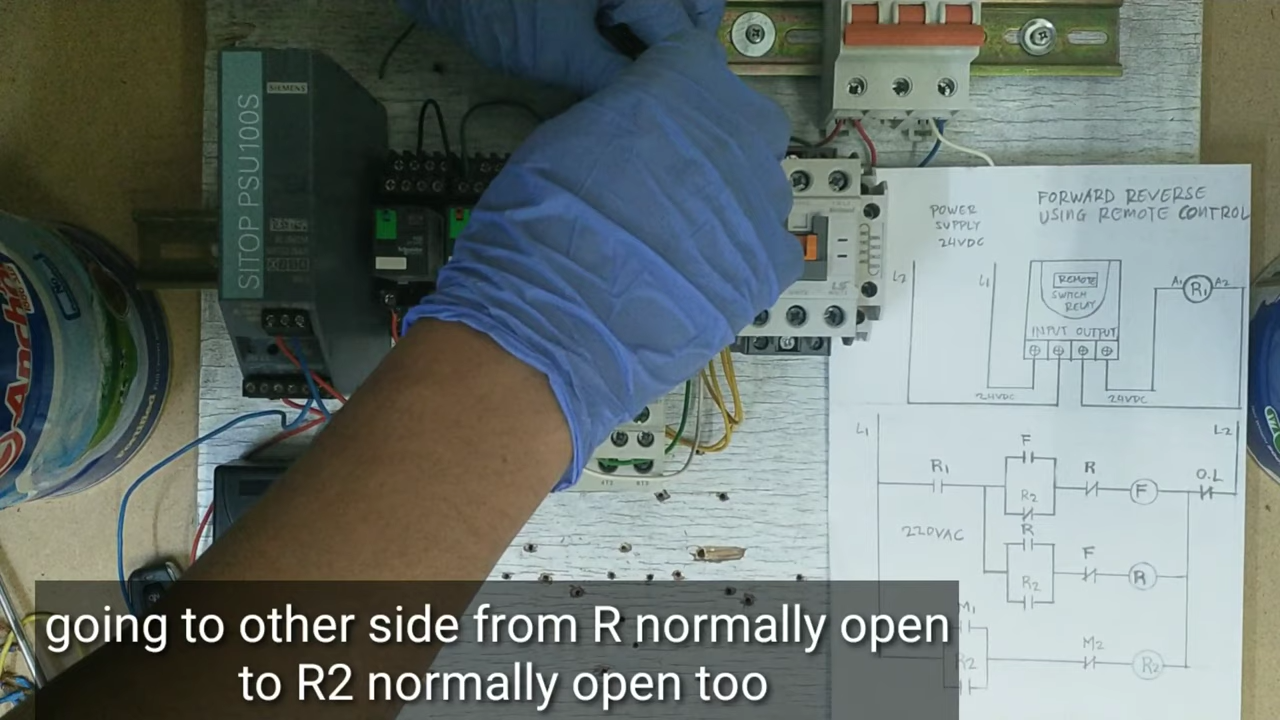 SIEMENS
SITOP PSU100S
POWER
SUPPLY
24VDC
FORWARD REVERSE
USING REMOTE CONTROL
L2
L1
REMOTE
SWITCH
RELAY
INPUT OUTPUT
A1 R1 A2
24VDC
24VDC
L1
L2
F
R1
R
F
O.L
R2
220VAC
R
F
R
R2
M1
R2
M2
R2
going to other side from R normally open
to R2 normally open too